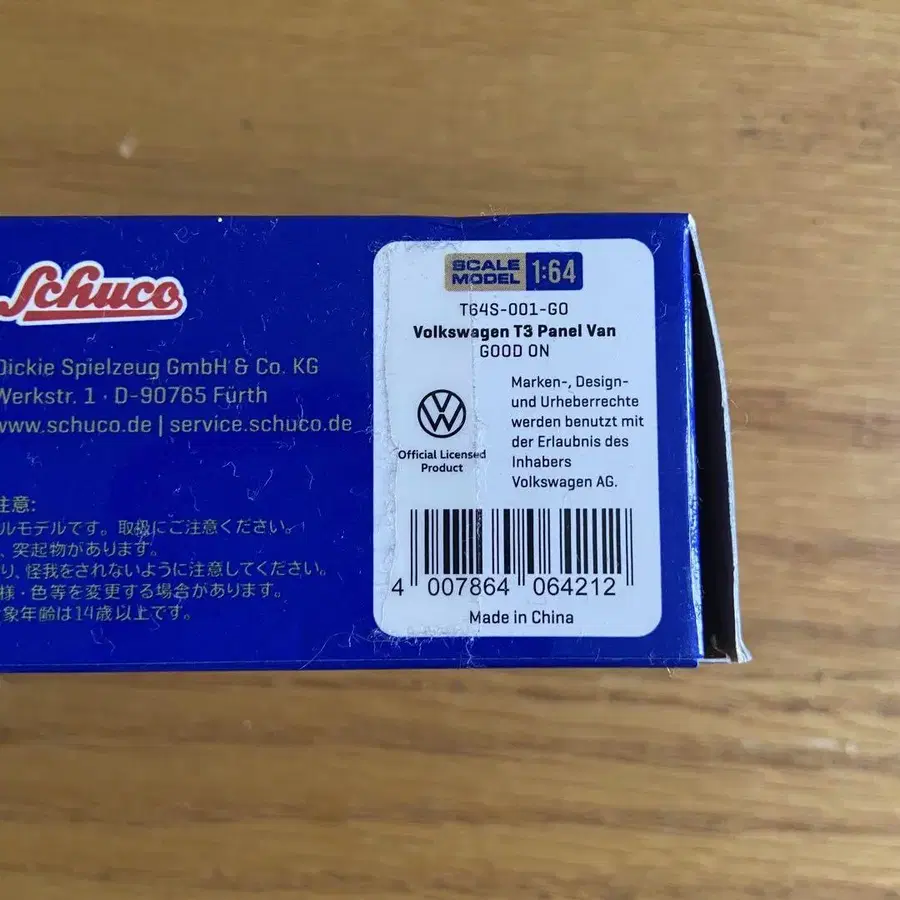 Schuco
Dickie Spielzeug GmbH & Co. KG
Werkstr. 1 · D-90765 Fürth
www.schuco.de | service.schuco.de
注意:
ルモデルです。取扱にご注意ください。
、突起物があります。
り、怪我をされないように注意してください。
様・色等を変更する場合があります。
対象年齢は14歳以上です。
SCALE
MODEL 1:64
T64S-001-GO
Volkswagen T3 Panel Van
GOOD ON
Official Licensed
Product
Marken-, Design-
und Urheberrechte
werden benutzt mit
der Erlaubnis des
Inhabers
Volkswagen AG.
4 007864 064212
Made in China